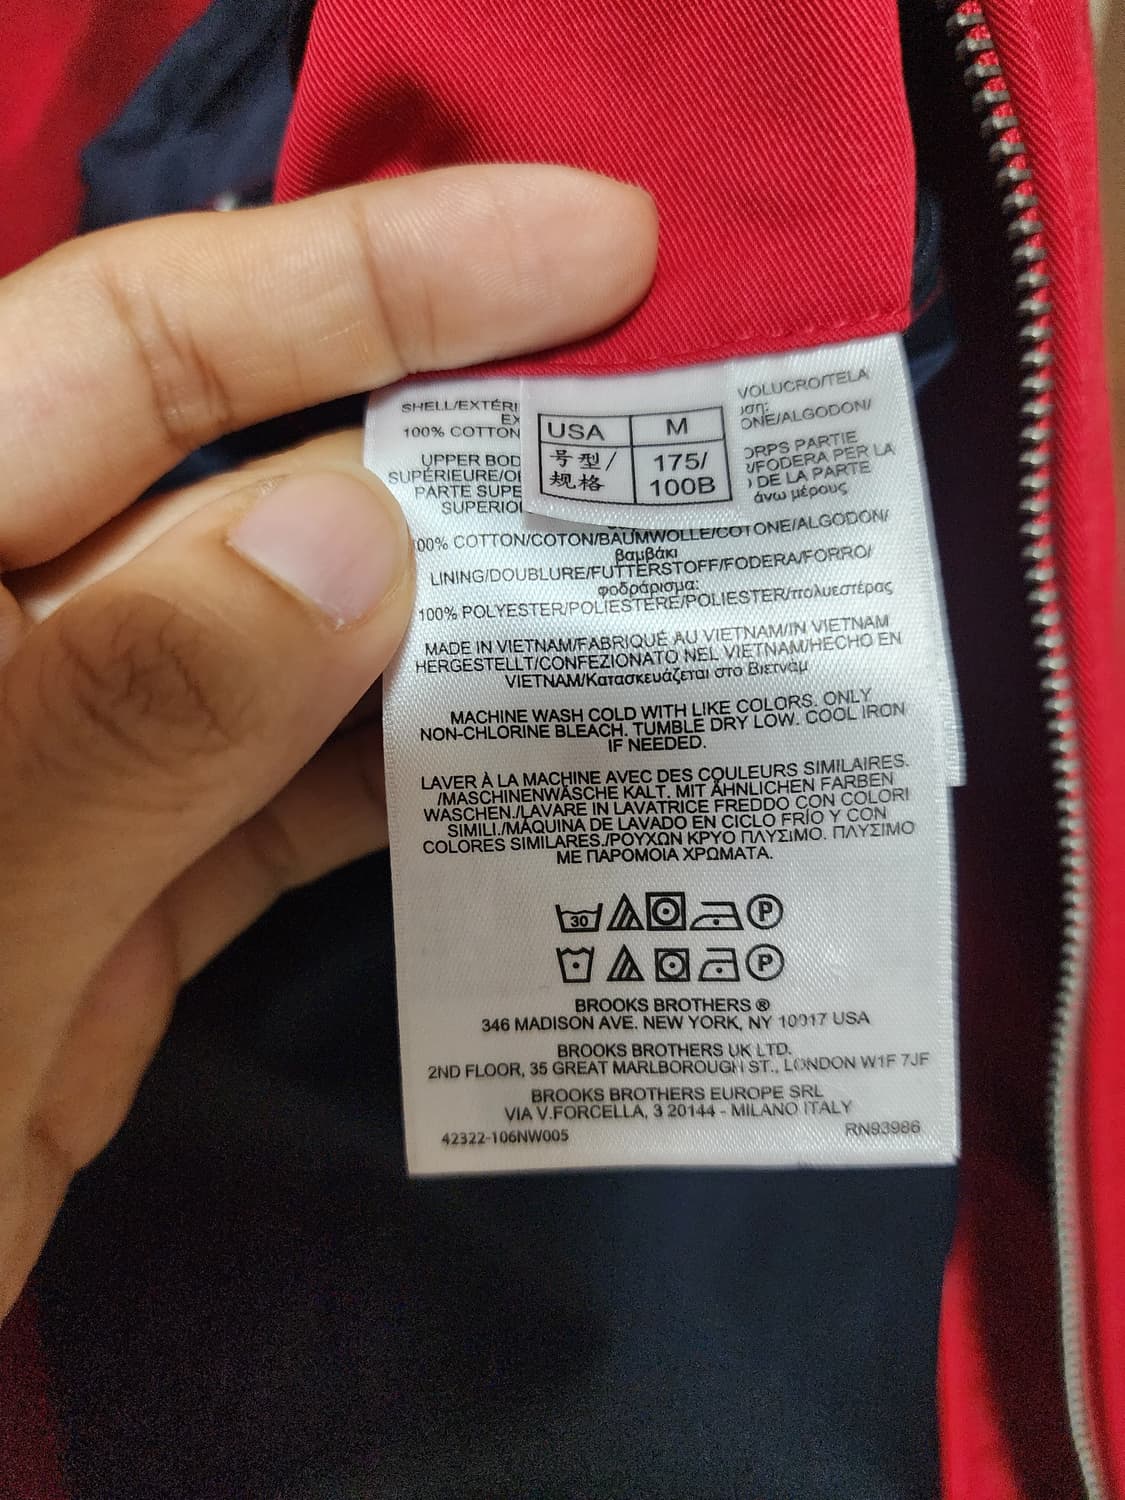 SHELL/EXTÉRI
VOLUCRO/TELA
EX
ση:
100% COTTON
ONE/ALGODON/
USA M
号型/ 175/
规格 100B
UPPER BOD
ORPS PARTIE
SUPÉRIEURE/O
/FODERA PER LA
PARTE SUPE
DE LA PARTE
SUPERIO
άνω μέρους
00% COTTON/COTON/BAUMWOLLE/COTONE/ALGODON/
βαμβάκι
LINING/DOUBLURE/FUTTERSTOFF/FODERA/FORRO/
φοδράρισμα:
100% POLYESTER/POLIESTERE/POLIESTER/πολυεστέρας
MADE IN VIETNAM/FABRIQUÉ AU VIETNAM/IN VIETNAM
HERGESTELLT/CONFEZIONATO NEL VIETNAM/HECHO EN
VIETNAM/Κατασκευάζεται στο Βιετνάμ
MACHINE WASH COLD WITH LIKE COLORS. ONLY
NON-CHLORINE BLEACH. TUMBLE DRY LOW. COOL IRON
IF NEEDED.
LAVER À LA MACHINE AVEC DES COULEURS SIMILAIRES.
/MASCHINENWÄSCHE KALT. MIT ÄHNLICHEN FARBEN
WASCHEN./LAVARE IN LAVATRICE FREDDO CON COLORI
SIMILI./MÁQUINA DE LAVADO EN CICLO FRÍO Y CON
COLORES SIMILARES./ΡΟΥΧΩΝ ΚΡΥΟ ΠΛΥΣΙΜΟ. ΠΛΥΣΙΜΟ
ΜΕ ΠΑΡΟΜΟΙΑ ΧΡΩΜΑΤΑ.
30 P
P
BROOKS BROTHERS ®
346 MADISON AVE. NEW YORK, NY 10017 USA
BROOKS BROTHERS UK LTD.
2ND FLOOR, 35 GREAT MARLBOROUGH ST., LONDON W1F 7JF
BROOKS BROTHERS EUROPE SRL
VIA V.FORCELLA, 3 20144 - MILANO ITALY
42322-106NW005 RN93986